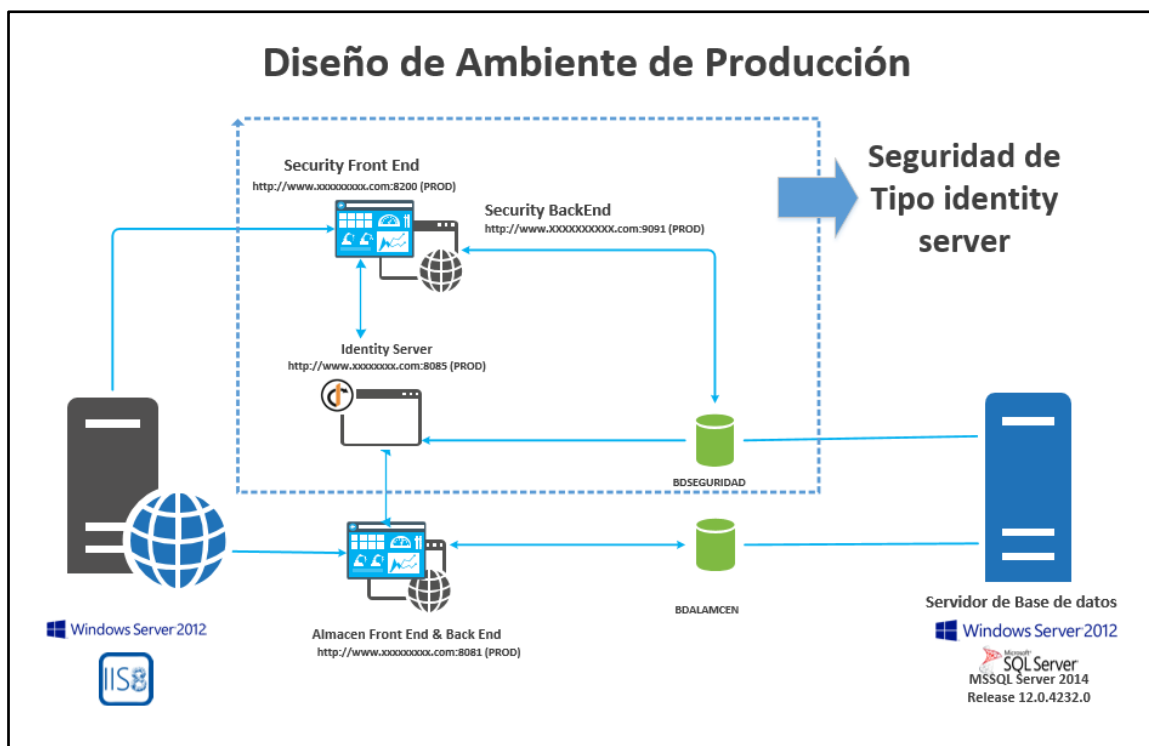 Diseño de Ambiente de Producción
Security Front End
http://www.xxxxxxxxx.com:8200 (PROD)
Security BackEnd
http://www.xxxxxxxxxx.com:9091 (PROD)
Seguridad de
Tipo identity
server
Identity Server
http://www.xxxxxxxx.com:8085 (PROD)
BDSEGURIDAD
BDALAMCEN
Almacen Front End & Back End
http://www.xxxxxxxxx.com:8081 (PROD)
Windows Server 2012
IIS8
Servidor de Base de datos
Windows Server 2012
Microsoft
SQL Server
MSSQL Server 2014
Release 12.0.4232.0